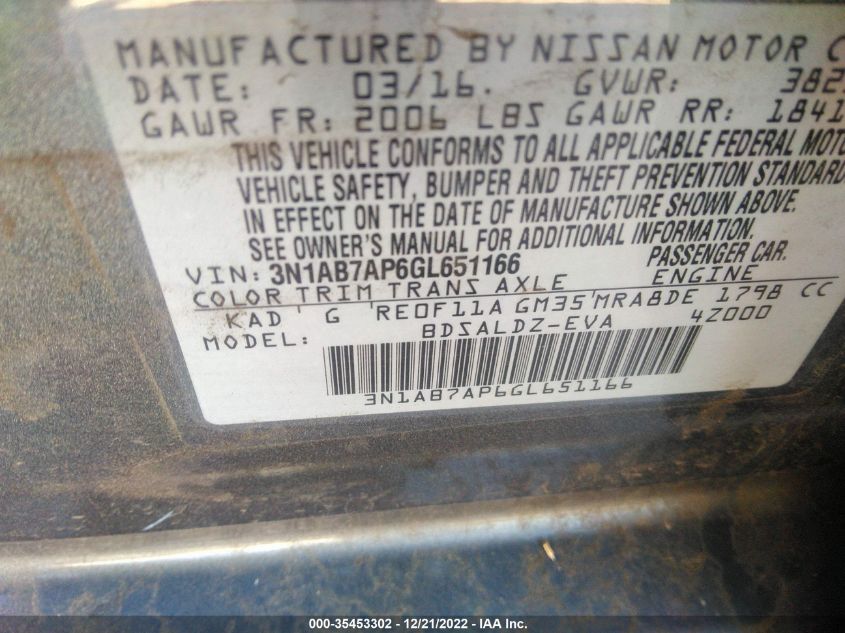 MANUFACTURED BY NISSAN MOTOR C
DATE: 03/16. GVWR: 382
GAWR FR: 2006 LBS GAWR RR: 1841
THIS VEHICLE CONFORMS TO ALL APPLICABLE FEDERAL MOTO
VEHICLE SAFETY, BUMPER AND THEFT PREVENTION STANDARD
IN EFFECT ON THE DATE OF MANUFACTURE SHOWN ABOVE.
SEE OWNER'S MANUAL FOR ADDITIONAL INFORMATION.
VIN: 3N1AB7AP6GL651166 PASSENGER CAR.
COLOR TRIM TRANS AXLE ENGINE
KAD G RE0F11A GM35 MRA8DE 1798 CC
MODEL: BDSALDZ-EVA 4Z000
3N1AB7AP6GL651166
000-35453302 - 12/21/2022 - IAA Inc.